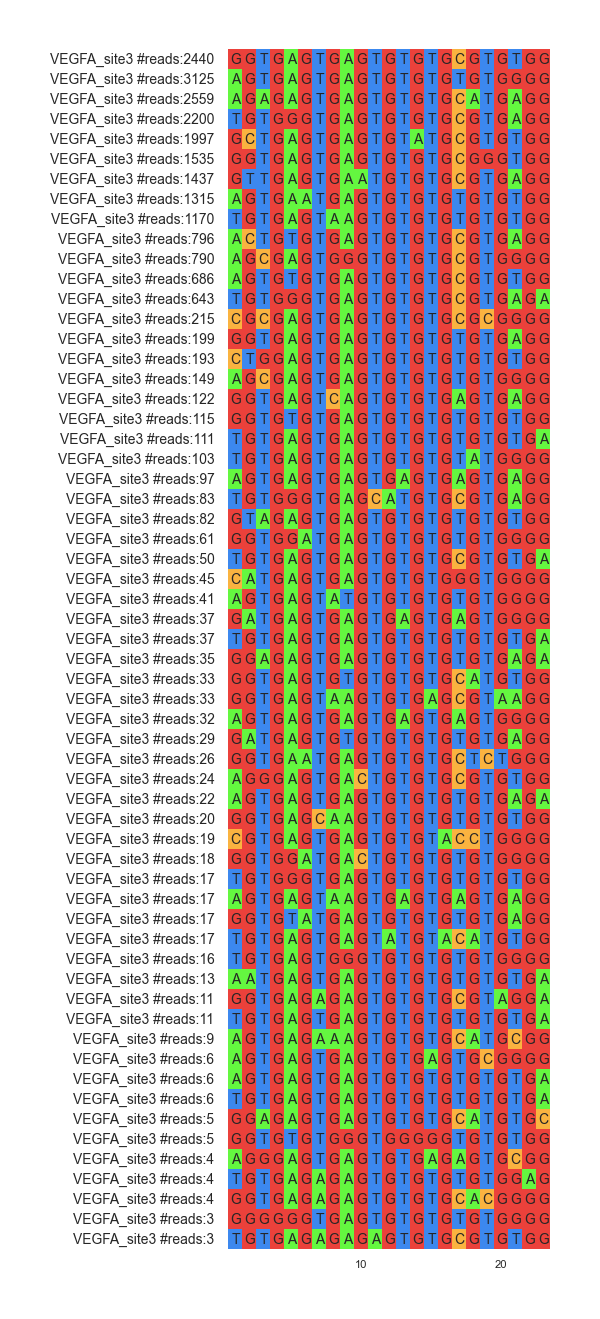 VEGFA_site3 #reads:2440 GGTGAGTGAGTGTGTGCGTGTGG
VEGFA_site3 #reads:3125 AGTGAGTGAGTGTGTGTGTGGGG
VEGFA_site3 #reads:2559 AGAGAGTGAGTGTGTGCATGAGG
VEGFA_site3 #reads:2200 TGTGGGTGAGTGTGTGCGTGAGG
VEGFA_site3 #reads:1997 GCTGAGTGAGTGTATGCGTGTGG
VEGFA_site3 #reads:1535 GGTGAGTGAGTGTGTGCGGGTGG
VEGFA_site3 #reads:1437 GTTGAGTGAATGTGTGCGTGAGG
VEGFA_site3 #reads:1315 AGTGAATGAGTGTGTGTGTGTGG
VEGFA_site3 #reads:1170 TGTGAGTAAGTGTGTGTGTGTGG
VEGFA_site3 #reads:796 ACTGTGTGAGTGTGTGCGTGAGG
VEGFA_site3 #reads:790 AGCGAGTGGGTGTGTGCGTGGGG
VEGFA_site3 #reads:686 AGTGTGTGAGTGTGTGCGTGTGG
VEGFA_site3 #reads:643 TGTGGGTGAGTGTGTGCGTGAGA
VEGFA_site3 #reads:215 CGCGAGTGAGTGTGTGCGCGGGG
VEGFA_site3 #reads:199 GGTGAGTGAGTGTGTGTGTGAGG
VEGFA_site3 #reads:193 CTGGAGTGAGTGTGTGTGTGTGG
VEGFA_site3 #reads:149 AGCGAGTGAGTGTGTGTGTGGGG
VEGFA_site3 #reads:122 GGTGAGTCAGTGTGTGAGTGAGG
VEGFA_site3 #reads:115 GGTGTGTGAGTGTGTGTGTGTGG
VEGFA_site3 #reads:111 TGTGAGTGAGTGTGTGTGTGTGA
VEGFA_site3 #reads:103 TGTGAGTGAGTGTGTGTATGGGG
VEGFA_site3 #reads:97 AGTGAGTGAGTGAGTGAGTGAGG
VEGFA_site3 #reads:83 TGTGGGTGAGCATGTGCGTGAGG
VEGFA_site3 #reads:82 GTAGAGTGAGTGTGTGTGTGTGG
VEGFA_site3 #reads:61 GGTGGATGAGTGTGTGTGTGGGG
VEGFA_site3 #reads:50 TGTGAGTGAGTGTGTGCGTGTGA
VEGFA_site3 #reads:45 CATGAGTGAGTGTGTGGGTGGGG
VEGFA_site3 #reads:41 AGTGAGTATGTGTGTGTGTGGGG
VEGFA_site3 #reads:37 GATGAGTGAGTGAGTGAGTGGGG
VEGFA_site3 #reads:37 TGTGAGTGAGTGTGTGTGTGTGA
VEGFA_site3 #reads:35 GGAGAGTGAGTGTGTGTGTGAGA
VEGFA_site3 #reads:33 GGTGAGTGTGTGTGTGCATGTGG
VEGFA_site3 #reads:33 GGTGAGTAAGTGTGAGCGTAAGG
VEGFA_site3 #reads:32 AGTGAGTGAGTGAGTGAGTGGGG
VEGFA_site3 #reads:29 GATGAGTGTGTGTGTGTGTGAGG
VEGFA_site3 #reads:26 GGTGAATGAGTGTGTGCTCTGGG
VEGFA_site3 #reads:24 AGGGAGTGACTGTGTGCGTGTGG
VEGFA_site3 #reads:22 AGTGAGTGAGTGTGTGTGTGAGA
VEGFA_site3 #reads:20 GGTGAGCAAGTGTGTGTGTGTGG
VEGFA_site3 #reads:19 CGTGAGTGAGTGTGTACCTGGGG
VEGFA_site3 #reads:18 GGTGGATGACTGTGTGTGTGGGG
VEGFA_site3 #reads:17 TGTGGGTGAGTGTGTGTGTGTGG
VEGFA_site3 #reads:17 AGTGAGTAAGTGAGTGAGTGAGG
VEGFA_site3 #reads:17 GGTGTATGAGTGTGTGTGTGAGG
VEGFA_site3 #reads:17 TGTGAGTGAGTATGTACATGTGG
VEGFA_site3 #reads:16 TGTGAGTGGGTGTGTGTGTGGGG
VEGFA_site3 #reads:13 AATGAGTGAGTGTGTGTGTGTGA
VEGFA_site3 #reads:11 GGTGAGAGAGTGTGTGCGTAGGA
VEGFA_site3 #reads:11 TGTGAGTGAGTGTGTGTGTGTGA
VEGFA_site3 #reads:9 AGTGAGAAAGTGTGTGCATGCGG
VEGFA_site3 #reads:6 AGTGAGTGAGTGTGAGTGCGGGG
VEGFA_site3 #reads:6 AGTGAGTGAGTGTGTGTGTGTGA
VEGFA_site3 #reads:6 TGTGAGTGAGTGTGTGTGTGTGA
VEGFA_site3 #reads:5 GGAGAGTGAGTGTGTGCATGTGC
VEGFA_site3 #reads:5 GGTGTGTGGGTGGGGGTGTGTGG
VEGFA_site3 #reads:4 AGGGAGTGAGTGTGAGAGTGCGG
VEGFA_site3 #reads:4 TGTGAGAGAGTGTGTGTGTGGAG
VEGFA_site3 #reads:4 GGTGAGAGAGTGTGTGCACGGGG
VEGFA_site3 #reads:3 GGGGGGTGAGTGTGTGTGTGGGG
VEGFA_site3 #reads:3 TGTGAGAGAGAGTGTGCGTGTGG
10 20